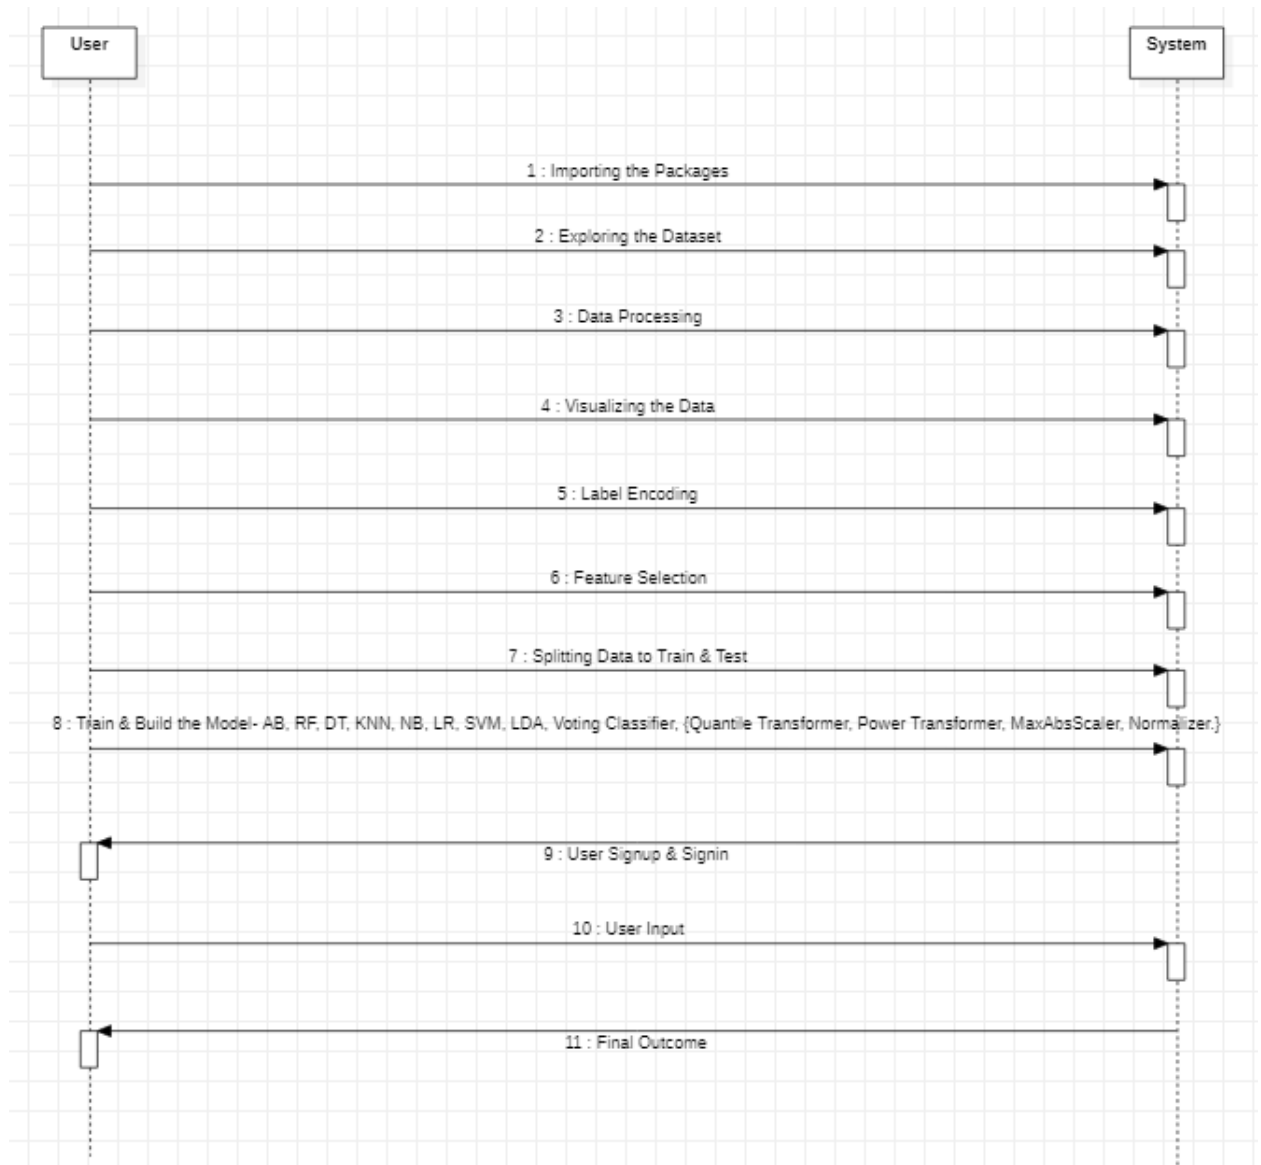 User
System
1 : Importing the Packages
2 : Exploring the Dataset
3 : Data Processing
4 : Visualizing the Data
5 : Label Encoding
6 : Feature Selection
7 : Splitting Data to Train & Test
8 : Train & Build the Model- AB, RF, DT, KNN, NB, LR, SVM, LDA, Voting Classifier, {Quantile Transformer, Power Transformer, MaxAbsScaler, Normalizer.}
9 : User Signup & Signin
10 : User Input
11 : Final Outcome